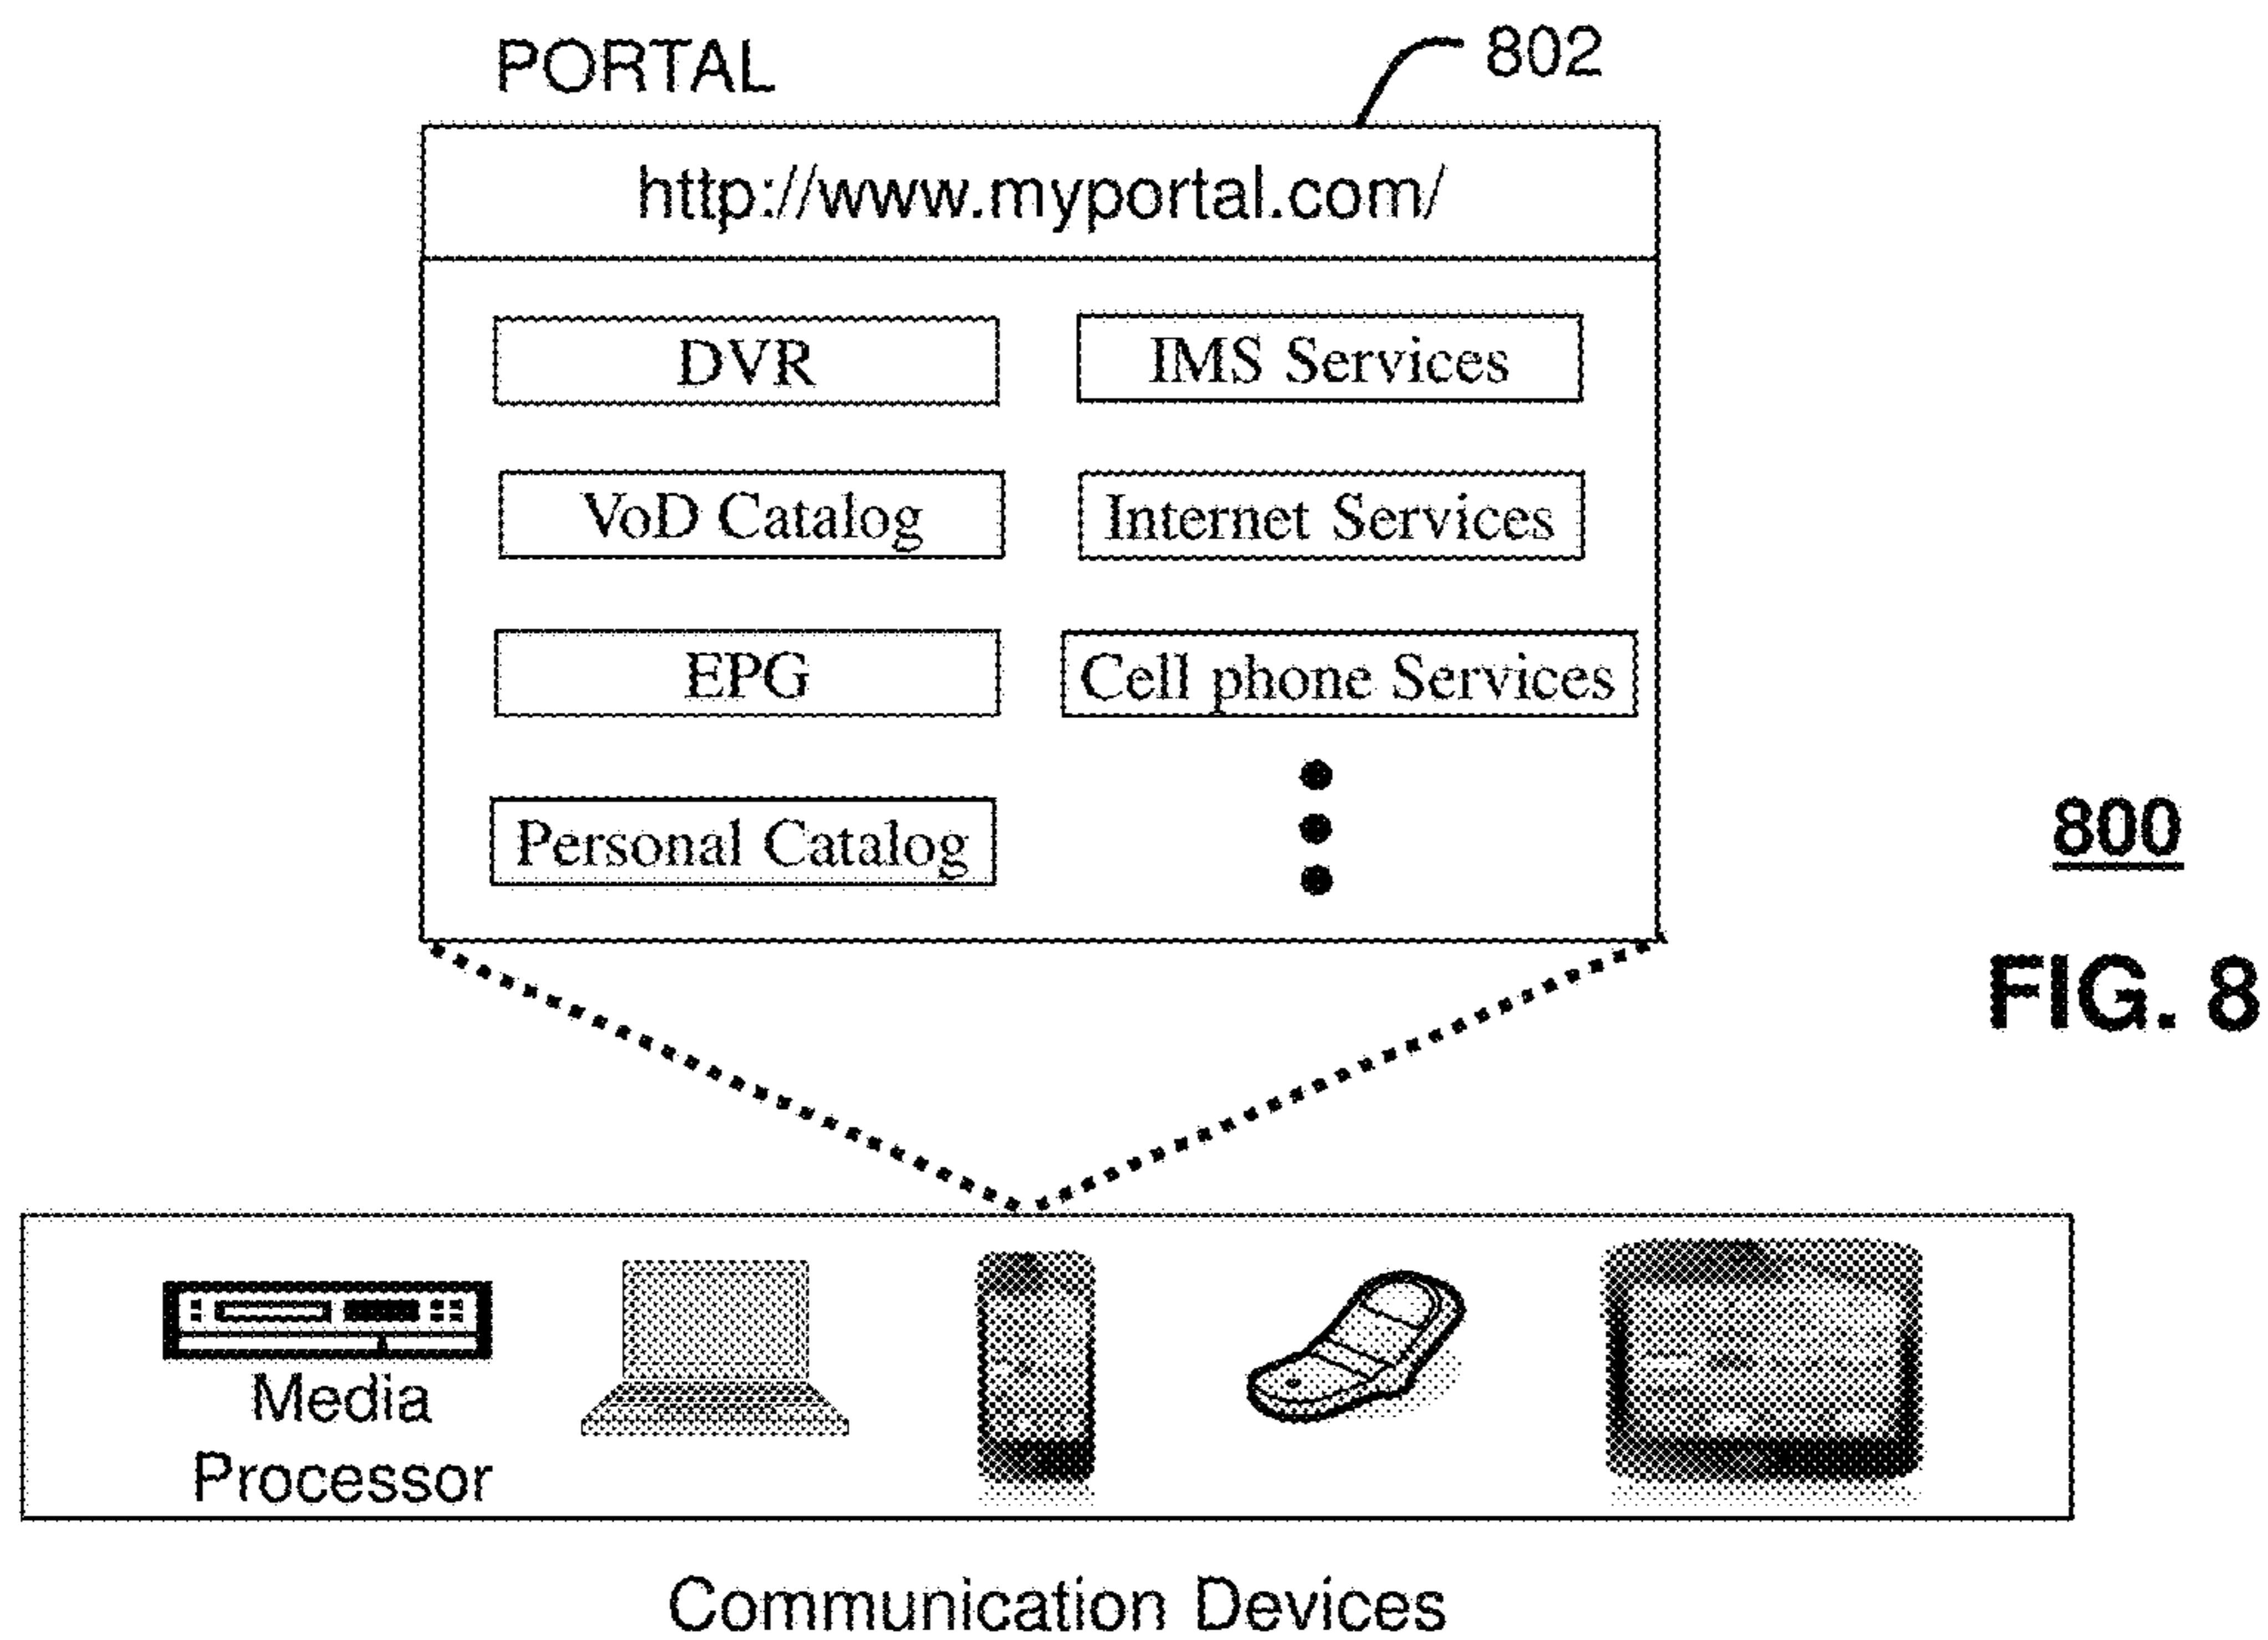 PORTAL
802
http://www.myportal.com/
DVR
IMS Services
VoD Catalog
Internet Services
EPG
Cell phone Services
Personal Catalog
800
FIG. 8
Media
Processor
Communication Devices